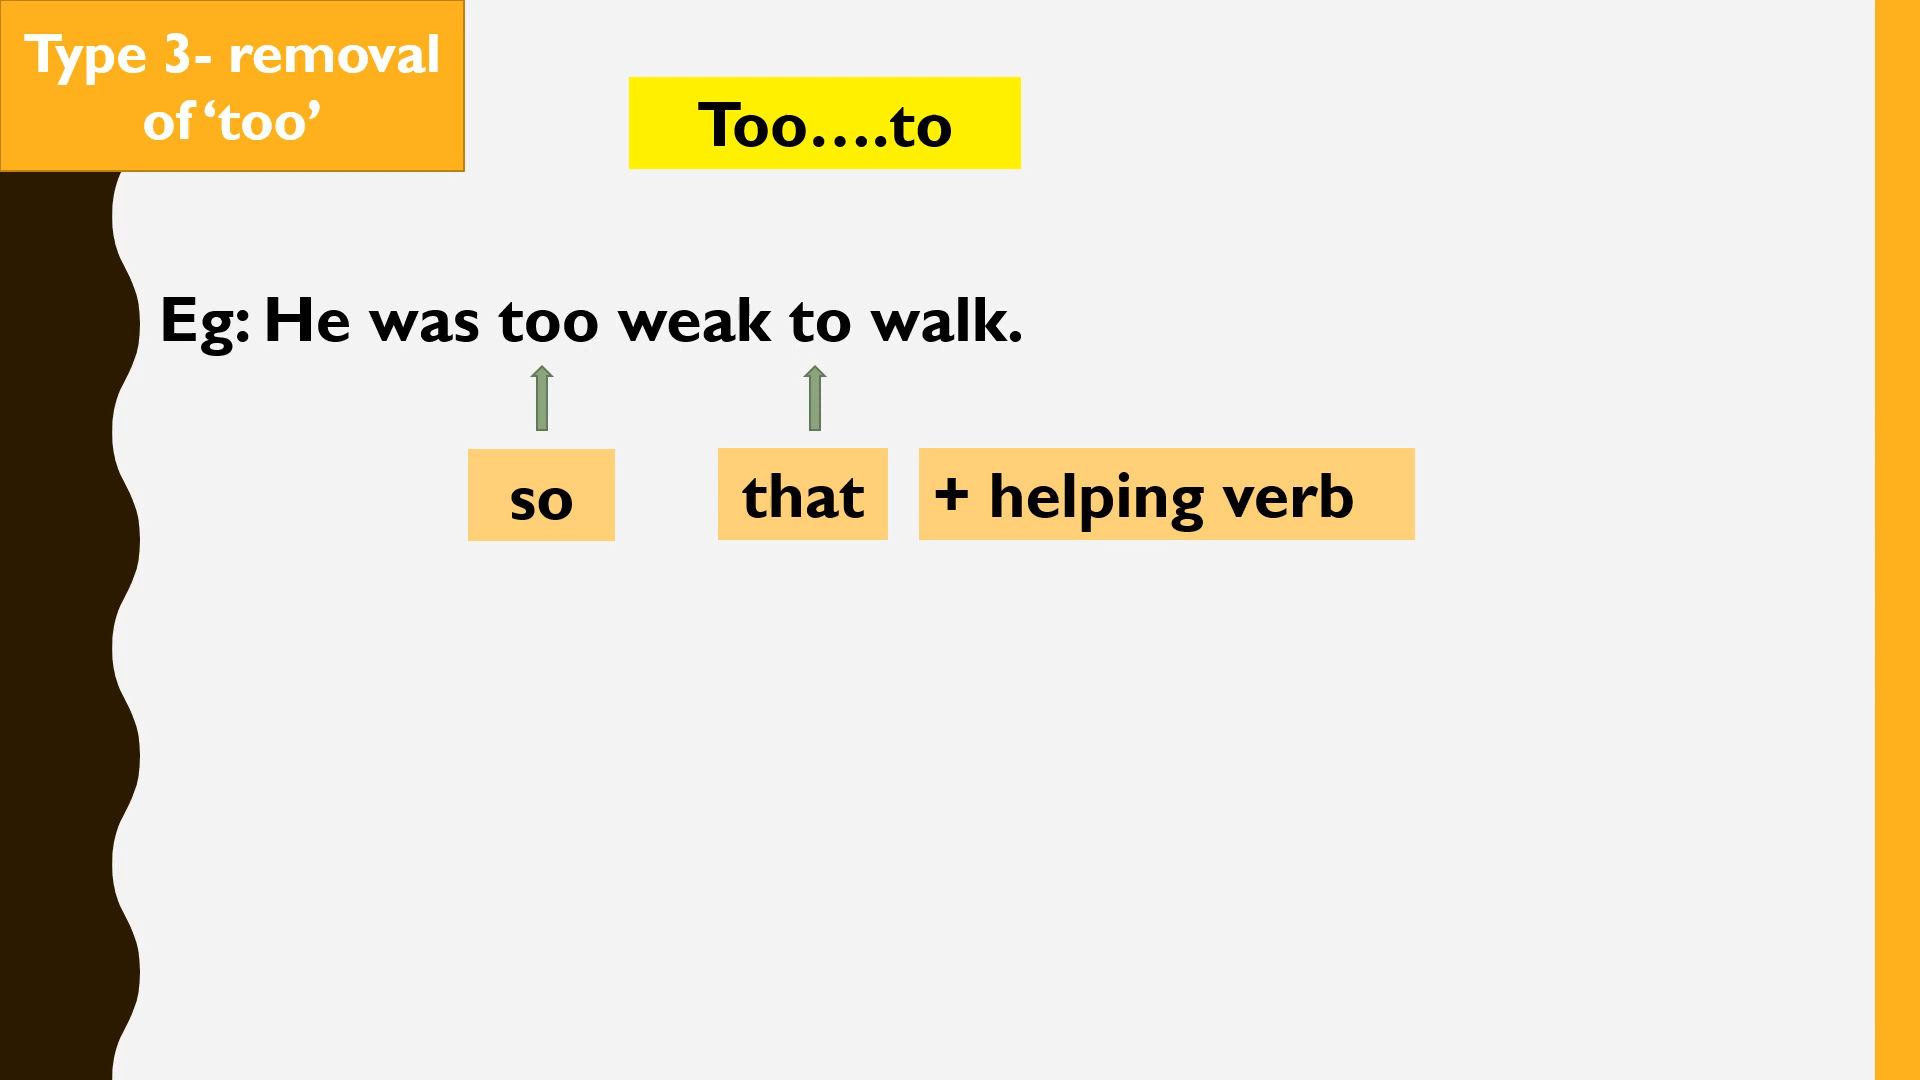 Type 3- removal
of ‘too’
Too....to
Eg: He was too weak to walk.
so
that
+ helping verb